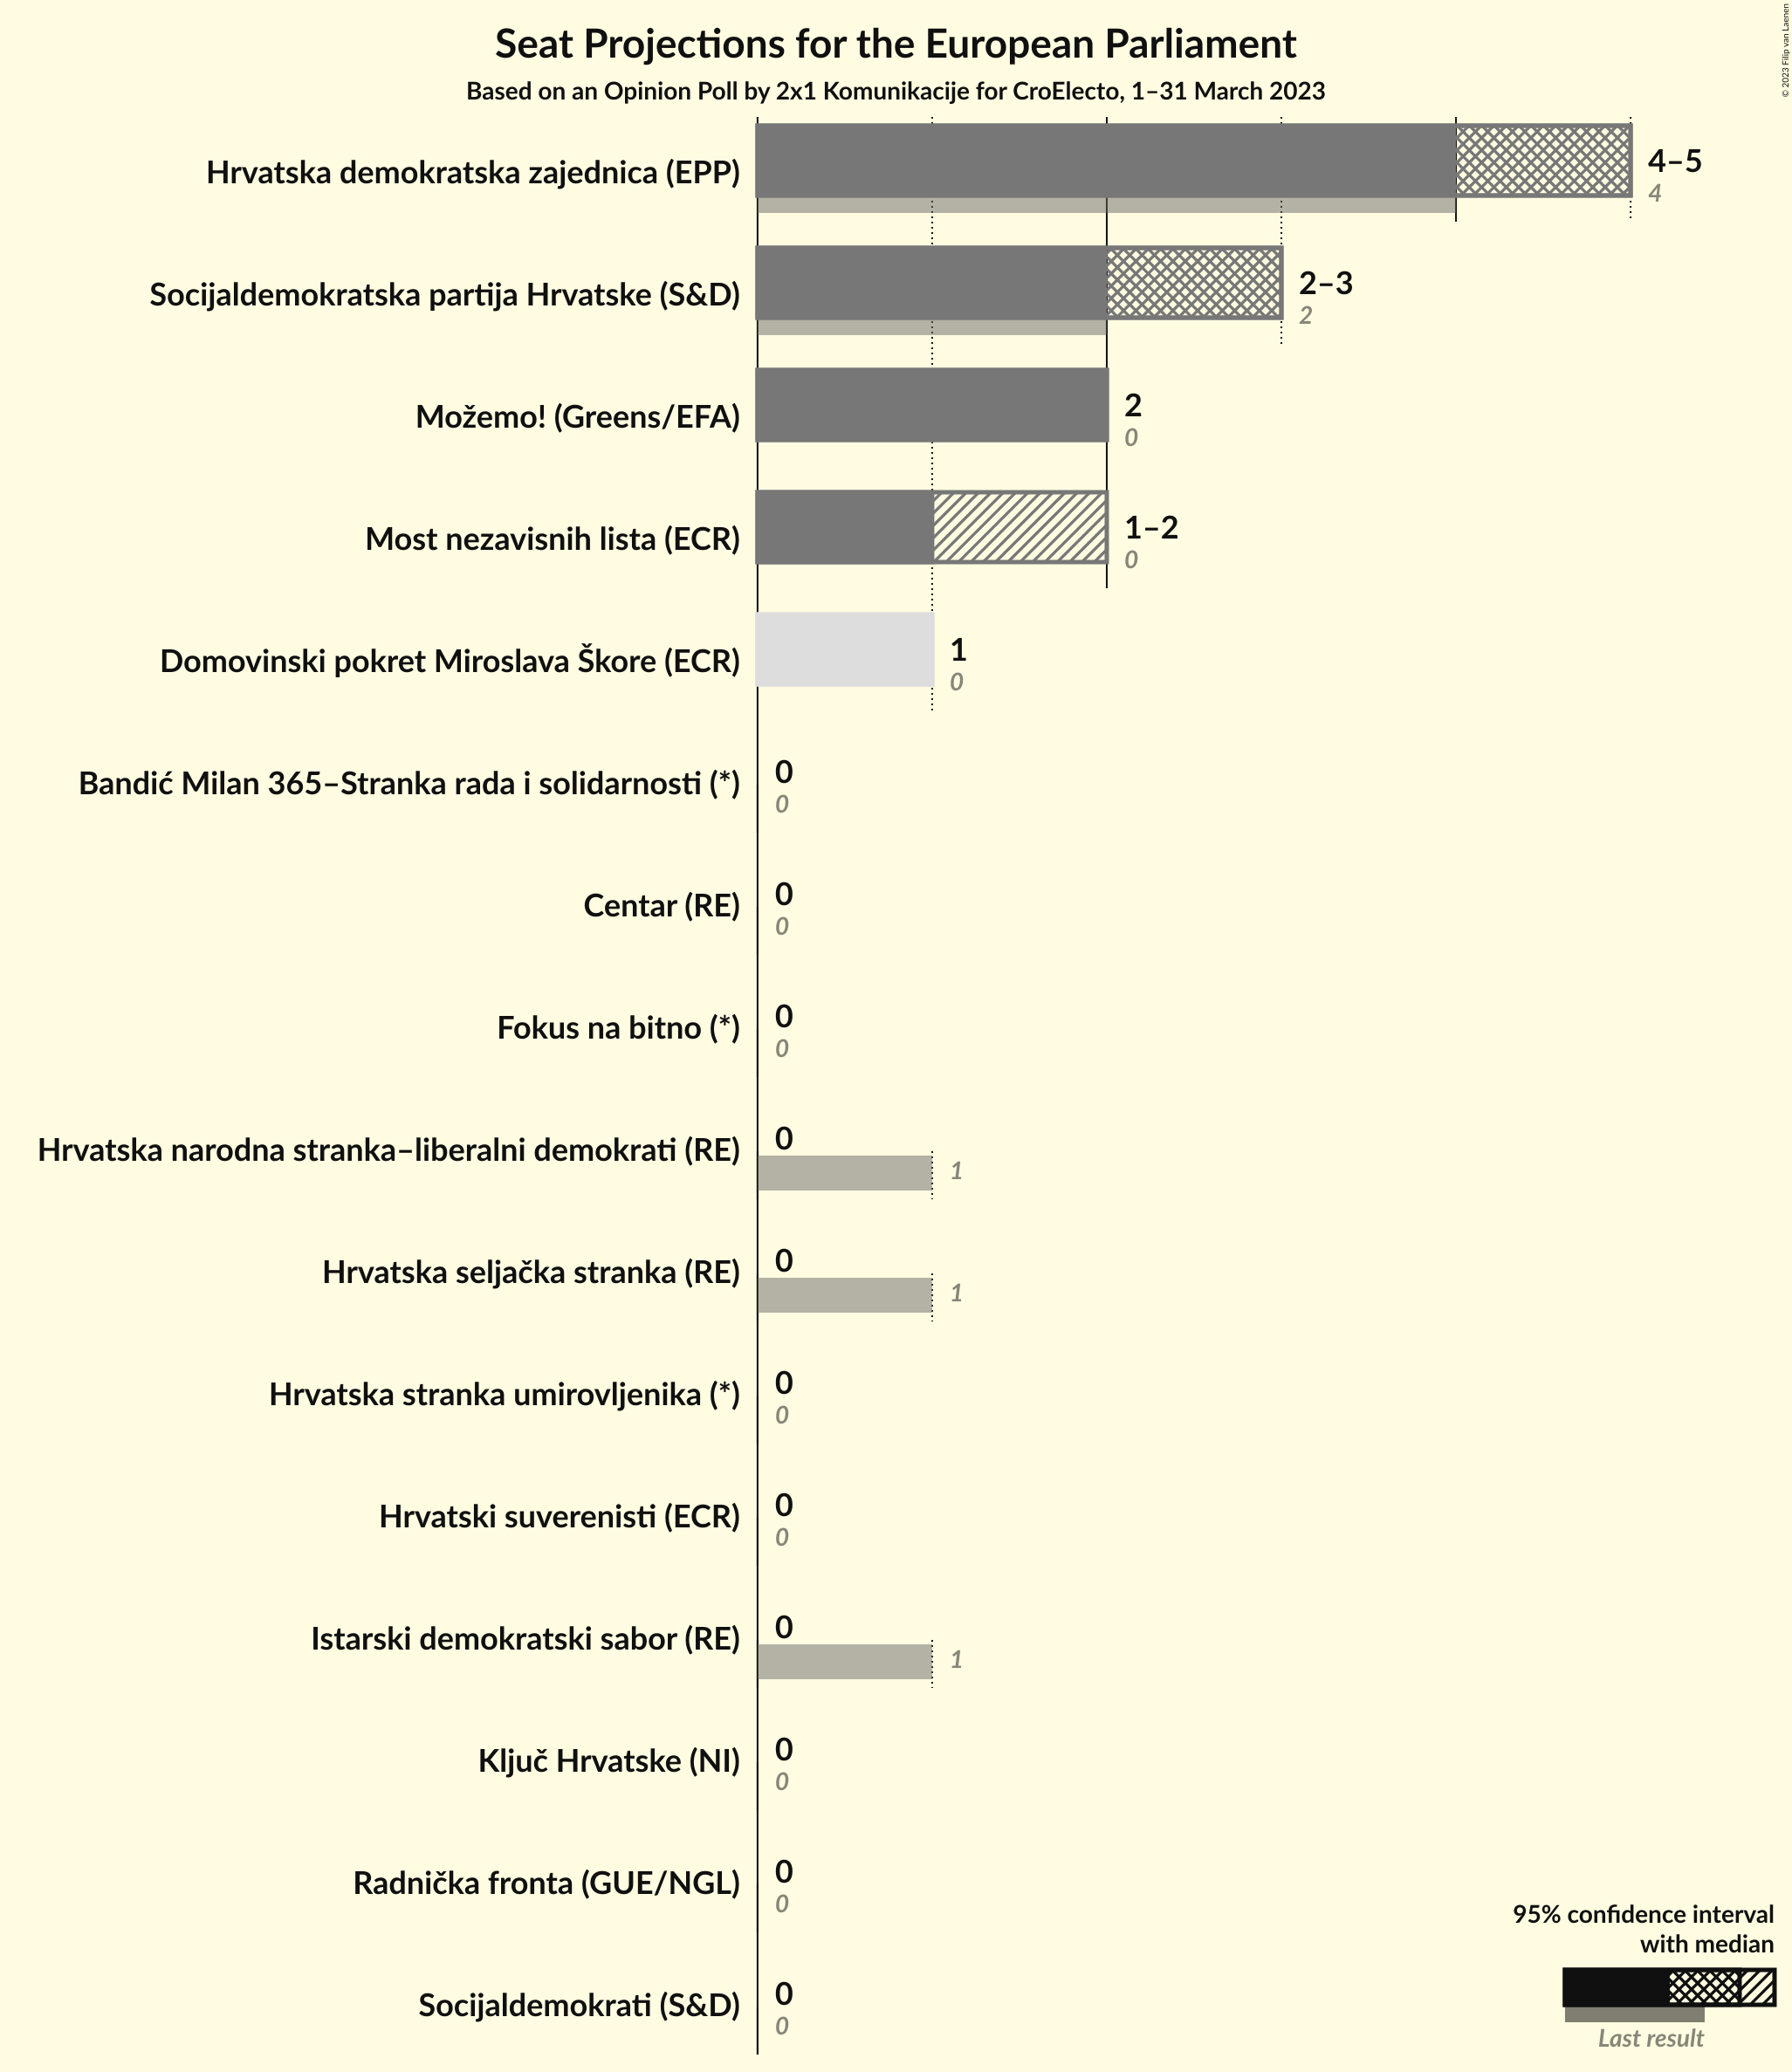 Seat Projections for the European Parliament
Based on an Opinion Poll by 2x1 Komunikacije for CroElecto, 1–31 March 2023
© 2023 Filip van Laenen
Hrvatska demokratska zajednica (EPP)
4–5
4
Socijaldemokratska partija Hrvatske (S&D)
2–3
2
Možemo! (Greens/EFA)
2
0
Most nezavisnih lista (ECR)
1–2
0
Domovinski pokret Miroslava Škore (ECR)
1
0
Bandić Milan 365–Stranka rada i solidarnosti (*)
0
0
Centar (RE)
0
0
Fokus na bitno (*)
0
0
Hrvatska narodna stranka–liberalni demokrati (RE)
0
1
Hrvatska seljačka stranka (RE)
0
1
Hrvatska stranka umirovljenika (*)
0
0
Hrvatski suverenisti (ECR)
0
0
Istarski demokratski sabor (RE)
0
1
Ključ Hrvatske (NI)
0
0
Radnička fronta (GUE/NGL)
0
0
Socijaldemokrati (S&D)
0
0
95% confidence interval
with median
Last result